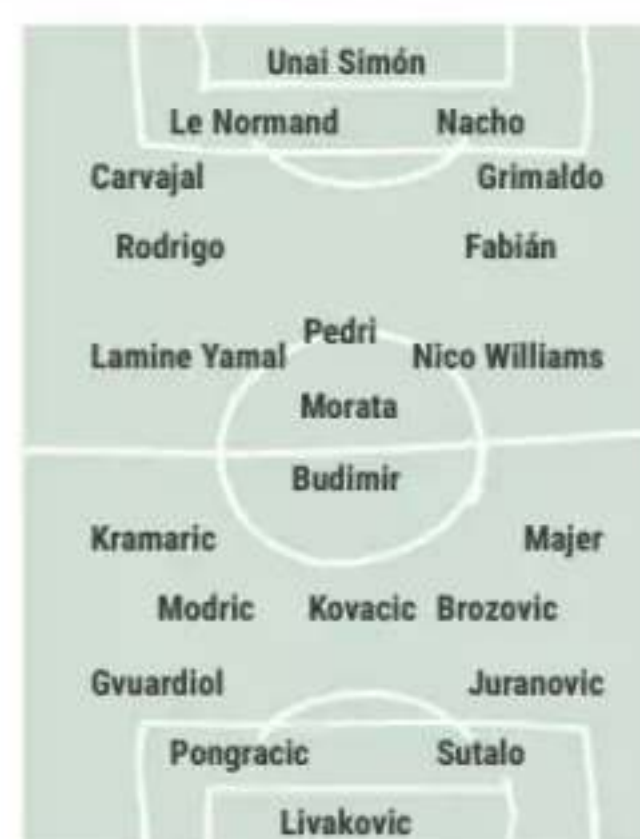 Unai Simón
Le Normand Nacho
Carvajal Grimaldo
Rodrigo Fabián
Pedri
Lamine Yamal Nico Williams
Morata
Budimir
Kramaric Majer
Modric Kovacic Brozovic
Gvuardiol Juranovic
Pongracic Sutalo
Livakovic